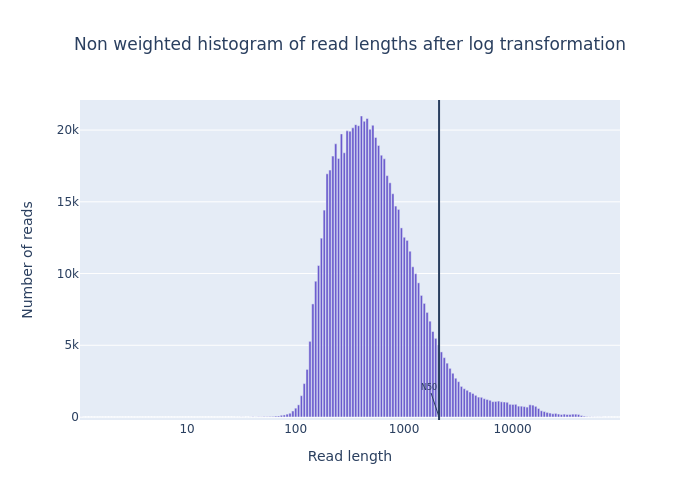 Non weighted histogram of read lengths after log transformation
20k
15k
10k
5k
0
N50
10
100
1000
10000
Read length
Number of reads